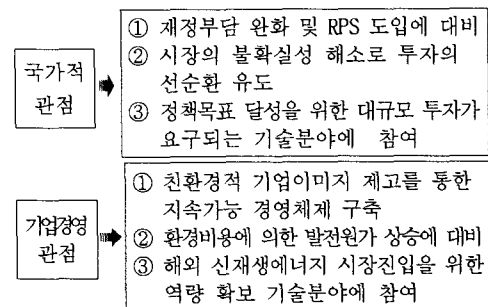 국가적
관점
① 재정부담 완화 및 RPS 도입에 대비
② 시장의 불확실성 해소로 투자의
선순환 유도
③ 정책목표 달성을 위한 대규모 투자가
요구되는 기술분야에 참여
기업경영
관점
① 친환경적 기업이미지 제고를 통한
지속가능 경영체제 구축
② 환경비용에 의한 발전원가 상승에 대비
③ 해외 신재생에너지 시장진입을 위한
역량 확보 기술분야에 참여